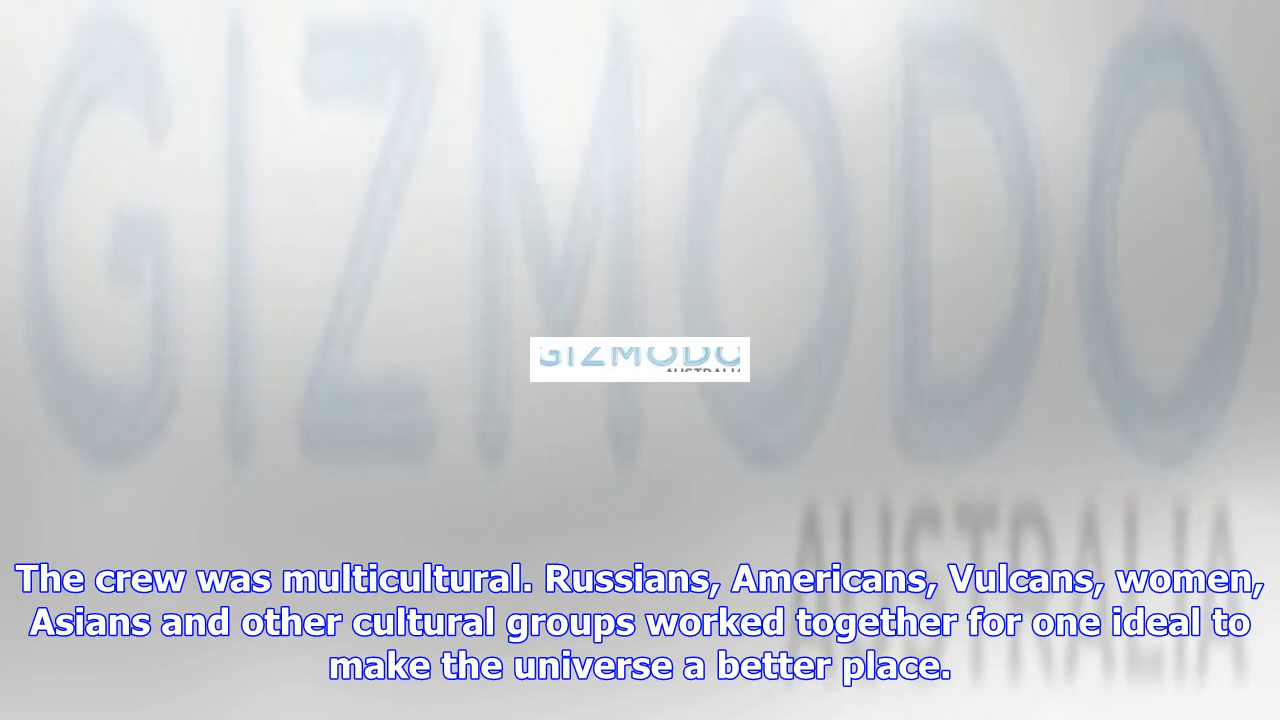 GIZMODO
AUSTRALIA
GIZMODO
AUSTRALIA
The crew was multicultural. Russians, Americans, Vulcans, women,
Asians and other cultural groups worked together for one ideal to
make the universe a better place.